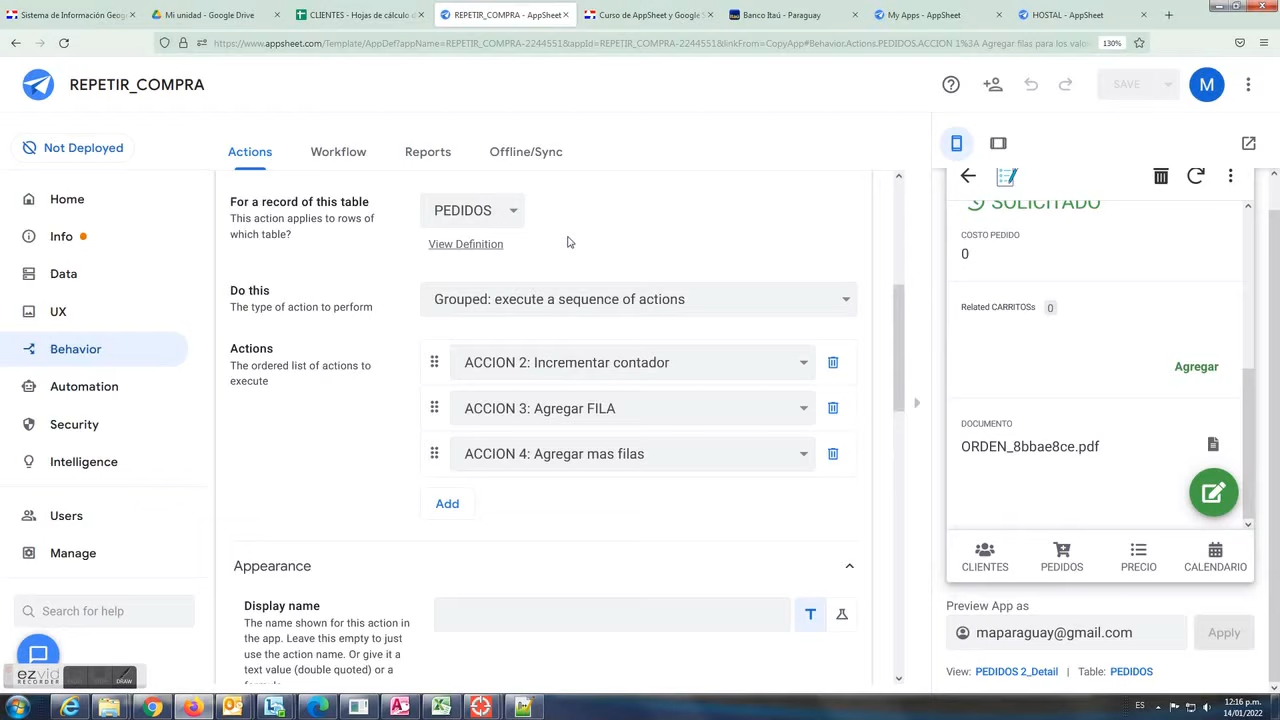 Sistema de Información Geog
Mi unidad - Google Drive
CLIENTES - Hojas de cálculo d
REPETIR_COMPRA - AppSheet
Curso de AppSheet y Google
Banco Itaú - Paraguay
My Apps - AppSheet
HOSTAL - AppSheet
https://www.appsheet.com/Template/AppDef?appName=REPETIR_COMPRA-2244551&appId=REPETIR_COMPRA-2244551&linkFrom=CopyApp#Behavior.Actions.PEDIDOS.ACCION 1%3A Agregar filas para los valo
130%
REPETIR_COMPRA
SAVE
M
Not Deployed
Home
Info
Data
UX
Behavior
Automation
Security
Intelligence
Users
Manage
Search for help
ezvid
RECORDER
DRAW
Actions
Workflow
Reports
Offline/Sync
For a record of this table
This action applies to rows of
which table?
PEDIDOS
View Definition
Do this
The type of action to perform
Grouped: execute a sequence of actions
Actions
The ordered list of actions to
execute
ACCION 2: Incrementar contador
ACCION 3: Agregar FILA
ACCION 4: Agregar mas filas
Add
Appearance
Display name
The name shown for this action in
the app. Leave this empty to just
use the action name. Or give it a
text value (double quoted) or a
T
SOLICITADO
COSTO PEDIDO
0
Related CARRITOSs 0
Agregar
DOCUMENTO
ORDEN_8bbae8ce.pdf
CLIENTES
PEDIDOS
PRECIO
CALENDARIO
Preview App as
maparaguay@gmail.com
Apply
View: PEDIDOS 2_Detail | Table: PEDIDOS
ES
12:16 p.m.
14/01/2022